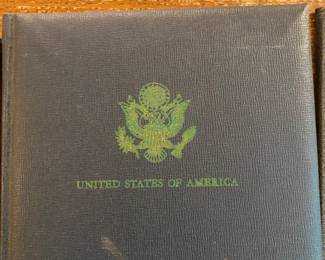 UNITED STATES OF AMERICA